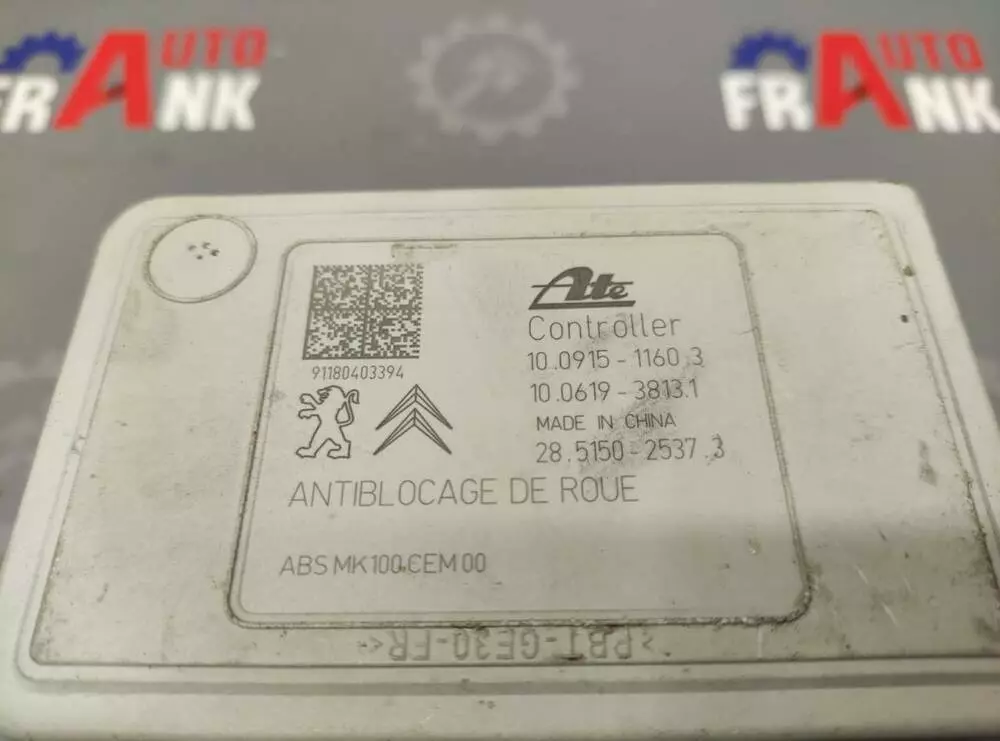 AUTO
FRANK
AUTO
FRANK
Ate
Controller
10.0915-1160.3
10.0619-3813.1
MADE IN CHINA
28.5150-2537.3
91180403394
ANTIBLOCAGE DE ROUE
ABS MK100.CEM 00
>PBT-GF30-FR<